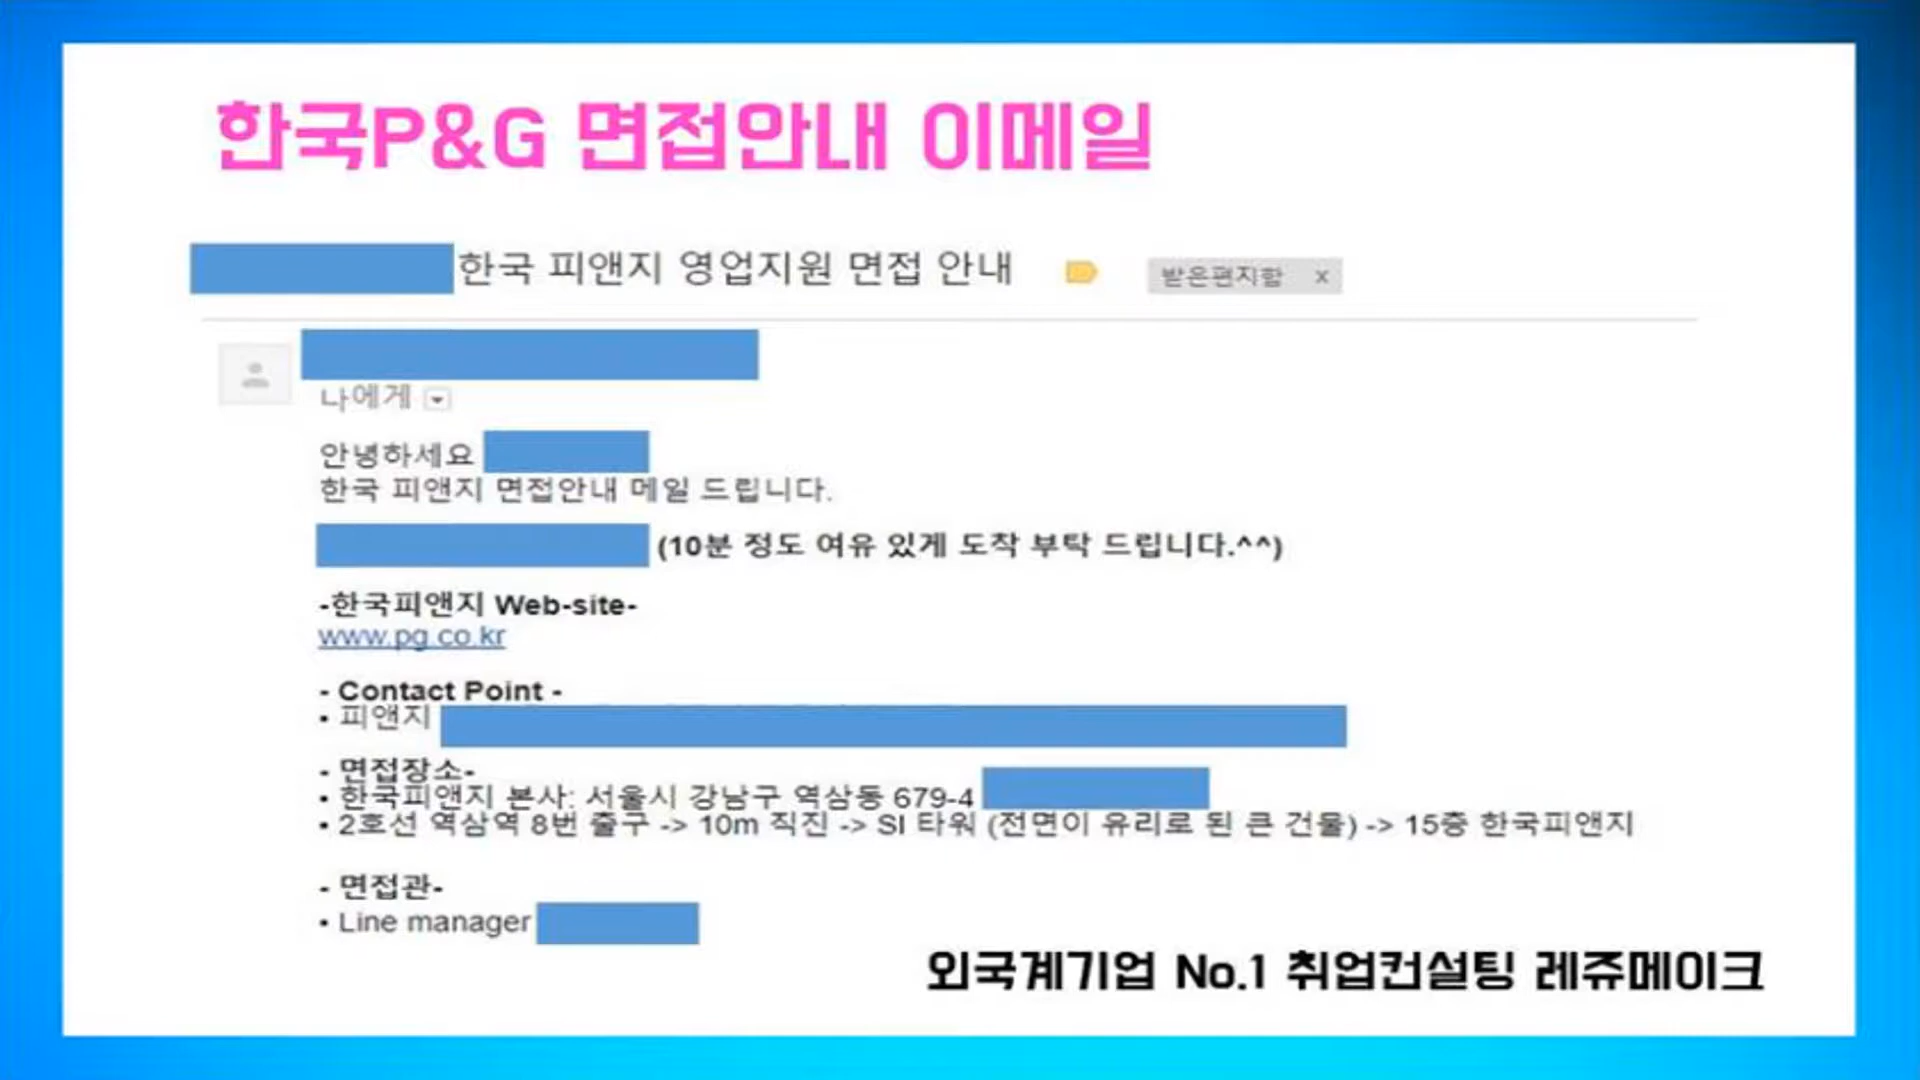 한국P&G 면접안내 이메일
한국 피앤지 영업지원 면접 안내 받은편지함 x
나에게
안녕하세요
한국 피앤지 면접안내 메일 드립니다.
(10분 정도 여유 있게 도착 부탁 드립니다.^^)
-한국피앤지 Web-site-
www.pg.co.kr
- Contact Point -
• 피앤지
- 면접장소-
• 한국피앤지 본사: 서울시 강남구 역삼동 679-4
• 2호선 역삼역 8번 출구 -> 10m 직진 -> SI 타워 (전면이 유리로 된 큰 건물) -> 15층 한국피앤지
- 면접관-
• Line manager
외국계기업 No.1 취업컨설팅 레쥬메이크